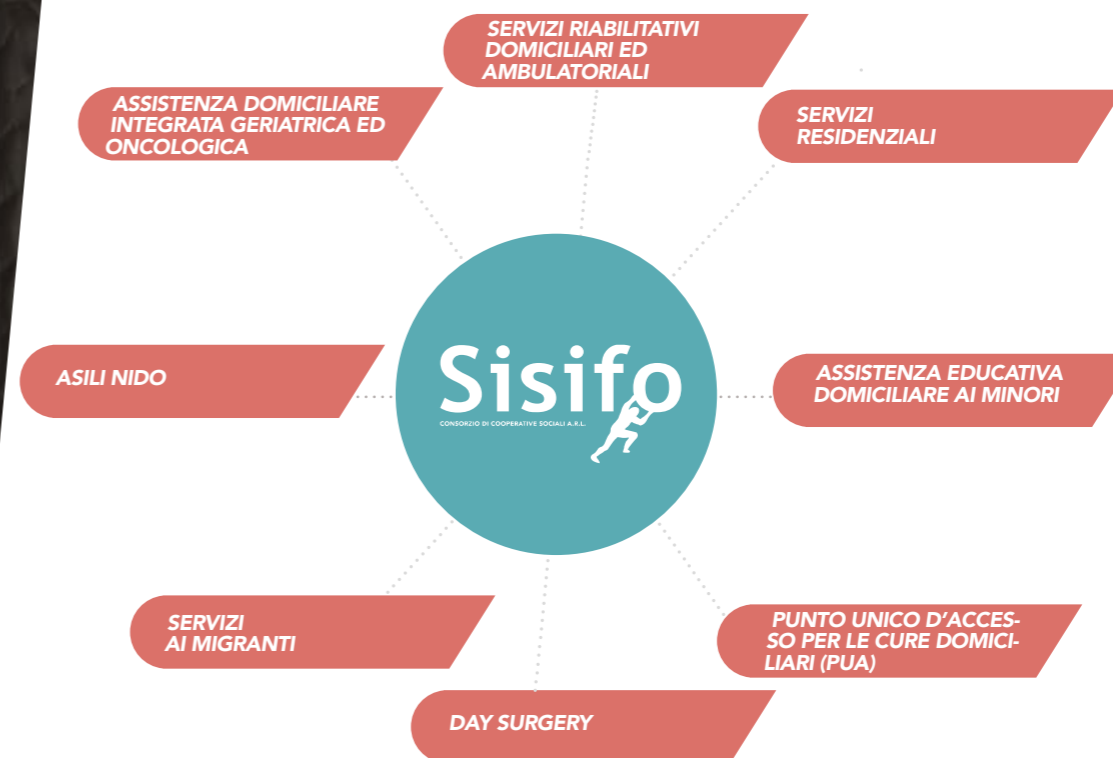 SERVIZI RIABILITATIVI
DOMICILIARI ED
AMBULATORIALI
ASSISTENZA DOMICILIARE
INTEGRATA GERIATRICA ED
ONCOLOGICA
SERVIZI
RESIDENZIALI
Sisifo
CONSORZIO DI COOPERATIVE SOCIALI A.R.L.
ASILI NIDO
ASSISTENZA EDUCATIVA
DOMICILIARE AI MINORI
SERVIZI
AI MIGRANTI
PUNTO UNICO D’ACCES-
SO PER LE CURE DOMICI-
LIARI (PUA)
DAY SURGERY